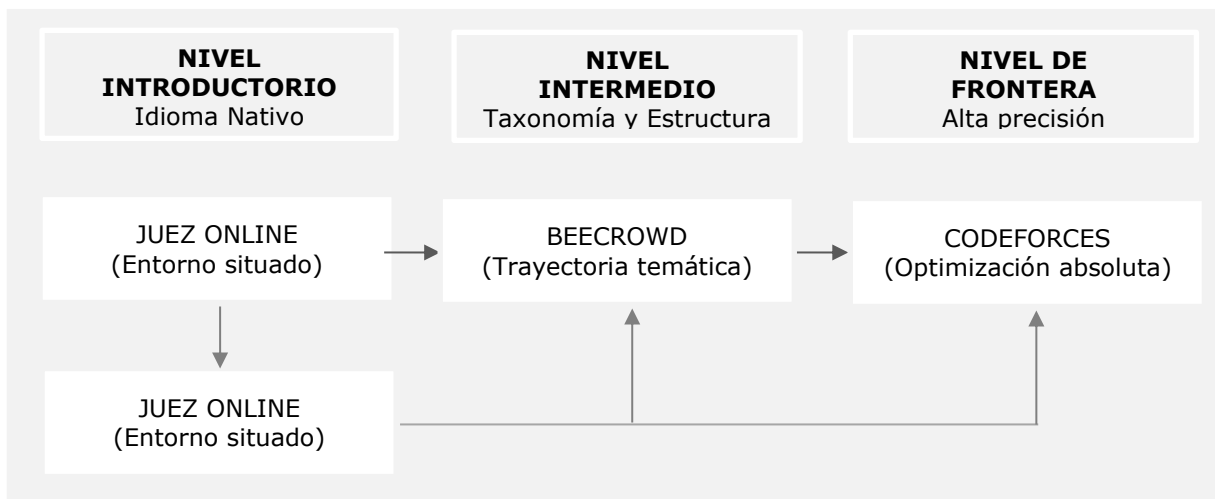 NIVEL
INTRODUCTORIO
Idioma Nativo
NIVEL
INTERMEDIO
Taxonomía y Estructura
NIVEL DE
FRONTERA
Alta precisión
JUEZ ONLINE
(Entorno situado)
BEECROWD
(Trayectoria temática)
CODEFORCES
(Optimización absoluta)
JUEZ ONLINE
(Entorno situado)